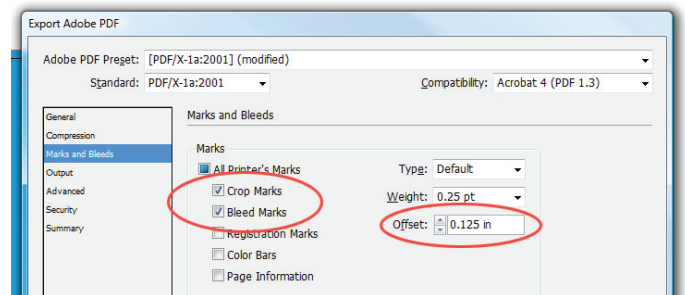 Export Adobe PDF
Adobe PDF Preset: [PDF/X-1a:2001] (modified)
Standard: PDF/X-1a:2001 Compatibility: Acrobat 4 (PDF 1.3)
General
Compression
Marks and Bleeds
Output
Advanced
Security
Summary
Marks and Bleeds
Marks
All Printer's Marks
Crop Marks
Bleed Marks
Registration Marks
Color Bars
Page Information
Type: Default
Weight: 0.25 pt
Offset: 0.125 in